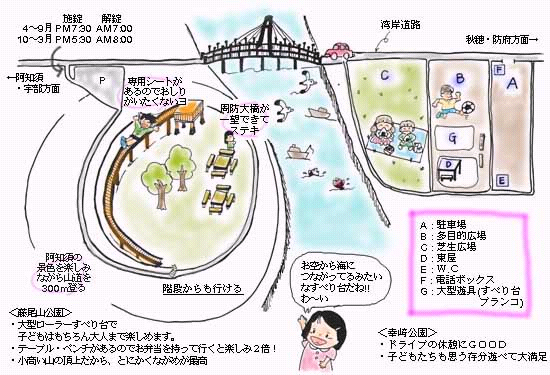 施錠 解錠
4〜9月 PM7:30 AM7:00
10〜3月 PM5:30 AM8:00
←阿知須
・宇部方面
P
専用シートが
あるのでおしり
がいたくないヨ
周防大橋が
一望できて
ステキ
湾岸道路
秋穂・防府方面→
C
B
F
A
G
D
E
阿知須の
景色を楽しみ
ながら山道を
300m登る
階段からも行ける
お空から海に
つながってるみたい
なすべり台だね!!
わ〜い
A:駐車場
B:多目的広場
C:芝生広場
D:東屋
E:W.C
F:電話ボックス
G:大型遊具(すべり台
ブランコ)
<藤尾山公園>
・大型ローラーすべり台で
子どもはもちろん大人まで楽しめます。
・テーブル・ベンチがあるのでお弁当を持って行くと楽しみ2倍!
・小高い山の頂上だから、とにかくながめが最高
<幸崎公園>
・ドライブの休憩にGOOD
・子どもたちも思う存分遊べて大満足